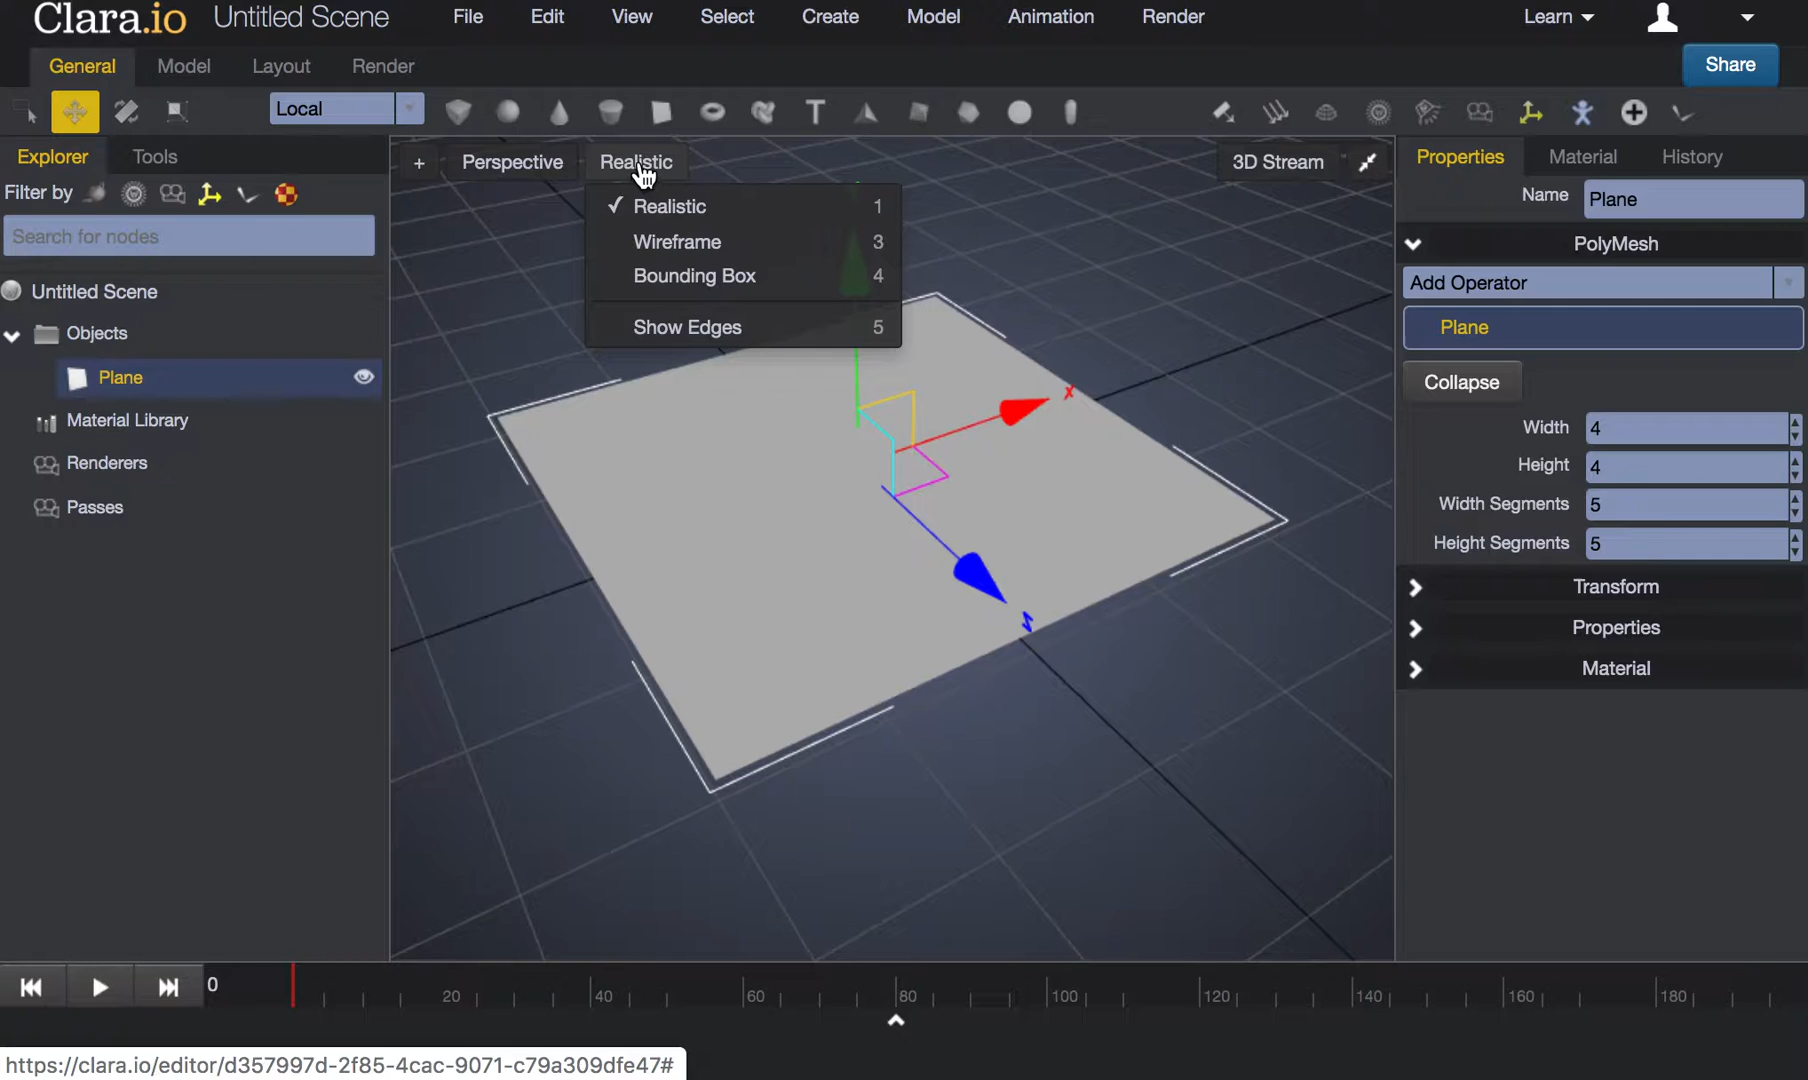 Clara.io Untitled Scene File Edit View Select Create Model Animation Render Learn
General Model Layout Render Share
Local
Explorer Tools
Filter by
Search for nodes
Untitled Scene
Objects
Plane
Material Library
Renderers
Passes
+ Perspective Realistic 3D Stream
Realistic 1
Wireframe 3
Bounding Box 4
Show Edges 5
x
z
Properties Material History
Name Plane
PolyMesh
Add Operator
Plane
Collapse
Width 4
Height 4
Width Segments 5
Height Segments 5
Transform
Properties
Material
0 20 40 60 80 100 120 140 160 180
https://clara.io/editor/d357997d-2f85-4cac-9071-c79a309dfe47#